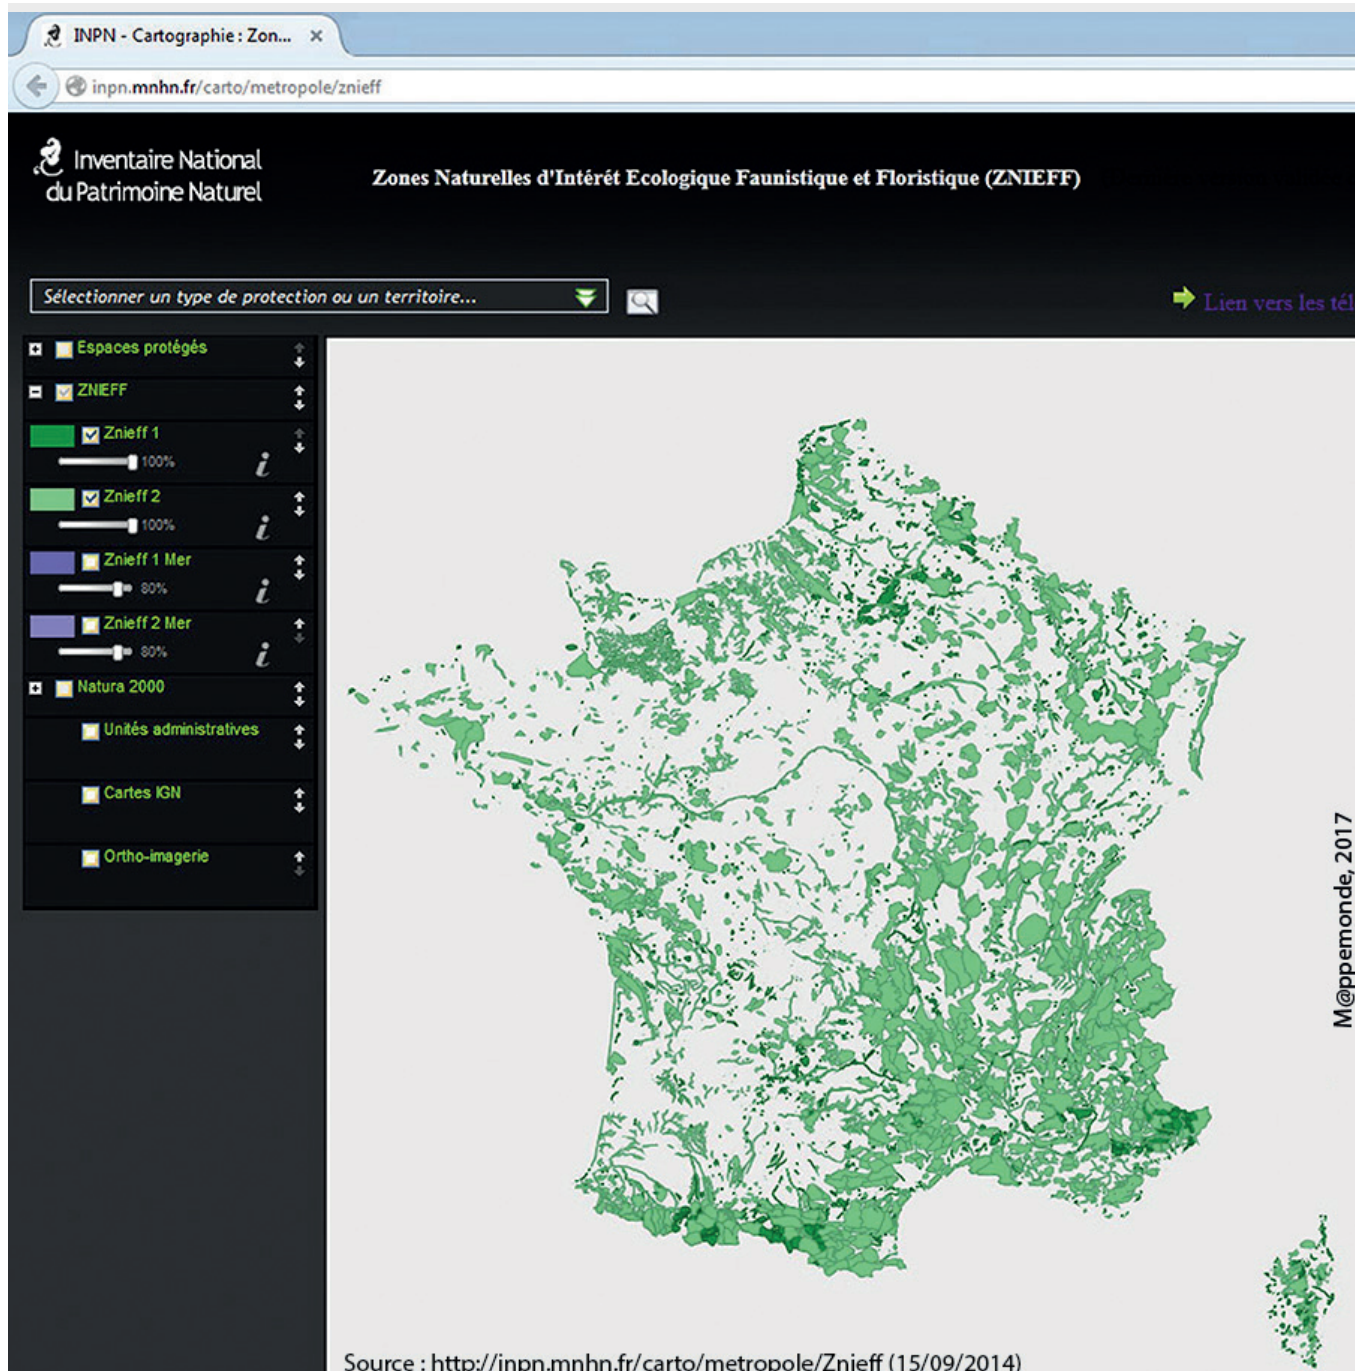 INPN - Cartographie : Zon... ×
inpn.mnhn.fr/carto/metropole/znieff
Inventaire National
du Patrimoine Naturel
Zones Naturelles d'Intérét Ecologique Faunistique et Floristique (ZNIEFF)
Sélectionner un type de protection ou un territoire...
Lien vers les tél
Espaces protégés
ZNIEFF
Znieff 1
100%
i
Znieff 2
100%
i
Znieff 1 Mer
80%
i
Znieff 2 Mer
80%
i
Natura 2000
Unités administratives
Cartes IGN
Ortho-imagerie
M@ppemonde, 2017
Source : http://inpn.mnhn.fr/carto/metropole/Znieff (15/09/2014)